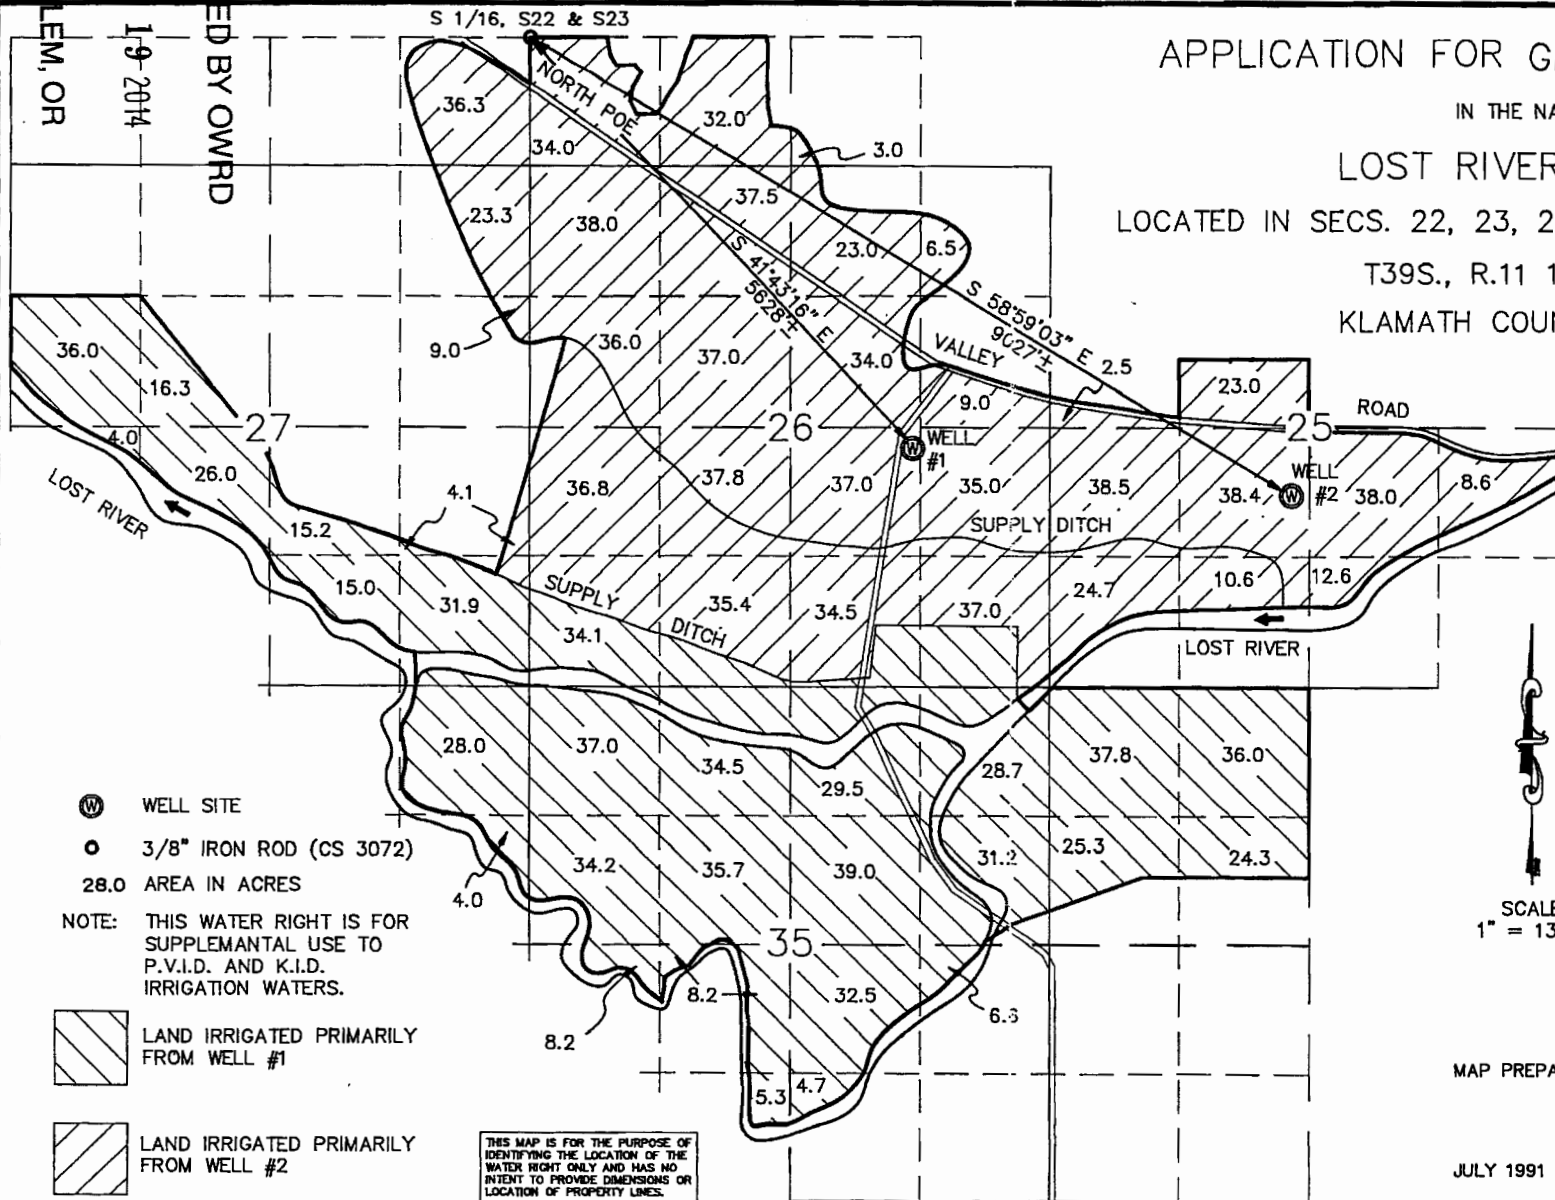 S 1/16, S22 & S23
ED BY OWRD
19 2014
LEM, OR
APPLICATION FOR G
IN THE NA
LOST RIVER
LOCATED IN SECS. 22, 23, 2
T39S., R.11 1
KLAMATH COUN
36.3
NORTH POE
34.0
32.0
3.0
23.3
38.0
37.5
23.0
6.5
S 41°43'16" E
5628'±
S 58°59'03" E
9027'±
9.0
36.0
37.0
34.0
VALLEY
2.5
23.0
ROAD
36.0
16.3
9.0
4.0
27
26
25
WELL
#1
WELL
#2
26.0
LOST RIVER
4.1
36.8
37.8
37.0
35.0
38.5
38.4
38.0
8.6
15.2
SUPPLY DITCH
15.0
31.9
SUPPLY
DITCH
34.1
35.4
34.5
37.0
24.7
10.6
12.6
LOST RIVER
28.0
37.0
34.5
29.5
28.7
37.8
36.0
34.2
35.7
39.0
31.2
25.3
24.3
4.0
35
8.2
8.2
32.5
5.3
4.7
W WELL SITE
3/8" IRON ROD (CS 3072)
28.0 AREA IN ACRES
NOTE: THIS WATER RIGHT IS FOR
SUPPLEMANTAL USE TO
P.V.I.D. AND K.I.D.
IRRIGATION WATERS.
LAND IRRIGATED PRIMARILY
FROM WELL #1
LAND IRRIGATED PRIMARILY
FROM WELL #2
THIS MAP IS FOR THE PURPOSE OF
IDENTIFYING THE LOCATION OF THE
WATER RIGHT ONLY AND HAS NO
INTENT TO PROVIDE DIMENSIONS OR
LOCATION OF PROPERTY LINES.
SCALE
1" = 13
MAP PREPA
JULY 1991